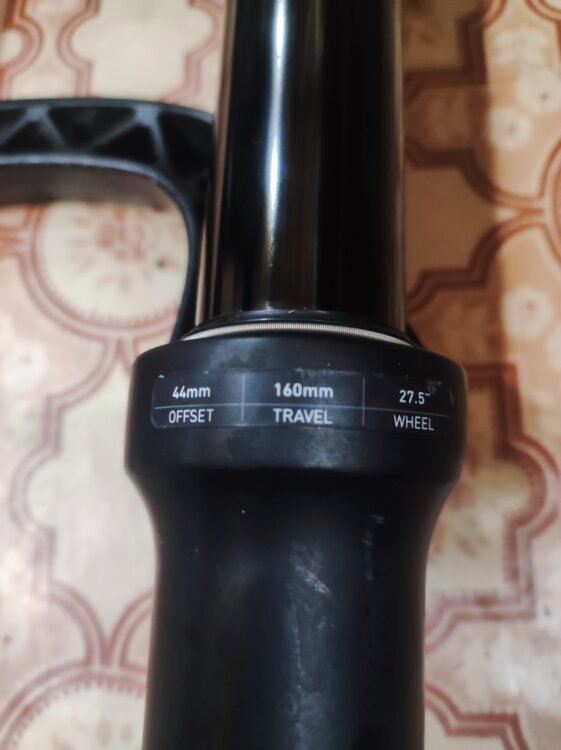 44mm 160mm 27.5"
OFFSET TRAVEL WHEEL